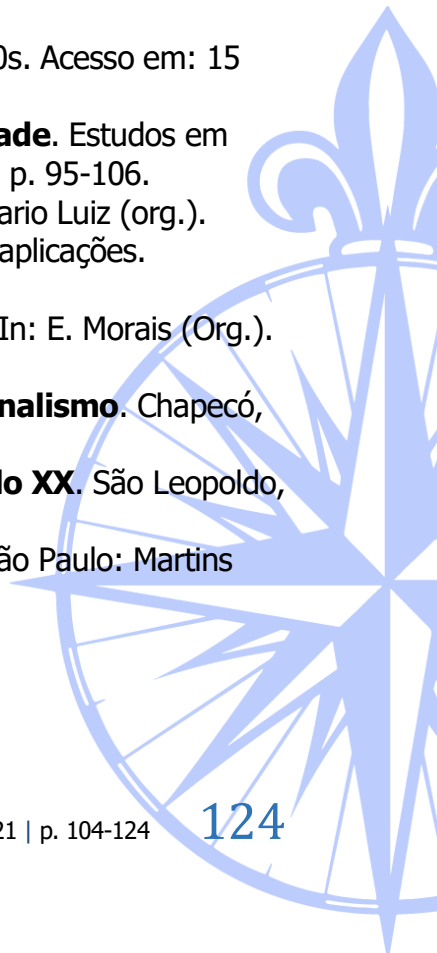 0s. Acesso em: 15
ade. Estudos em
p. 95-106.
ario Luiz (org.).
aplicações.
In: E. Morais (Org.).
nalismo. Chapecó,
lo XX. São Leopoldo,
ão Paulo: Martins
21 | p. 104-124 124